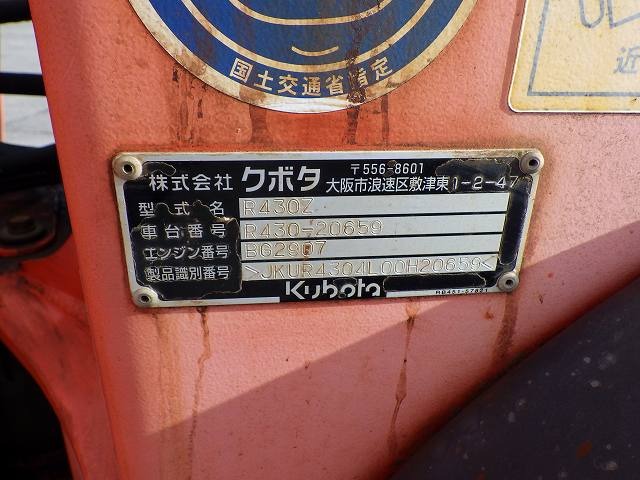 国土交通省指定
近
株式会社 クボタ
〒556-8601
大阪市浪速区敷津東1-2-47
型式名 R430Z
車台番号 R430-20659
エンジン番号 BG2907
製品識別番号 >JKUR4304L00H20659<
Kubota